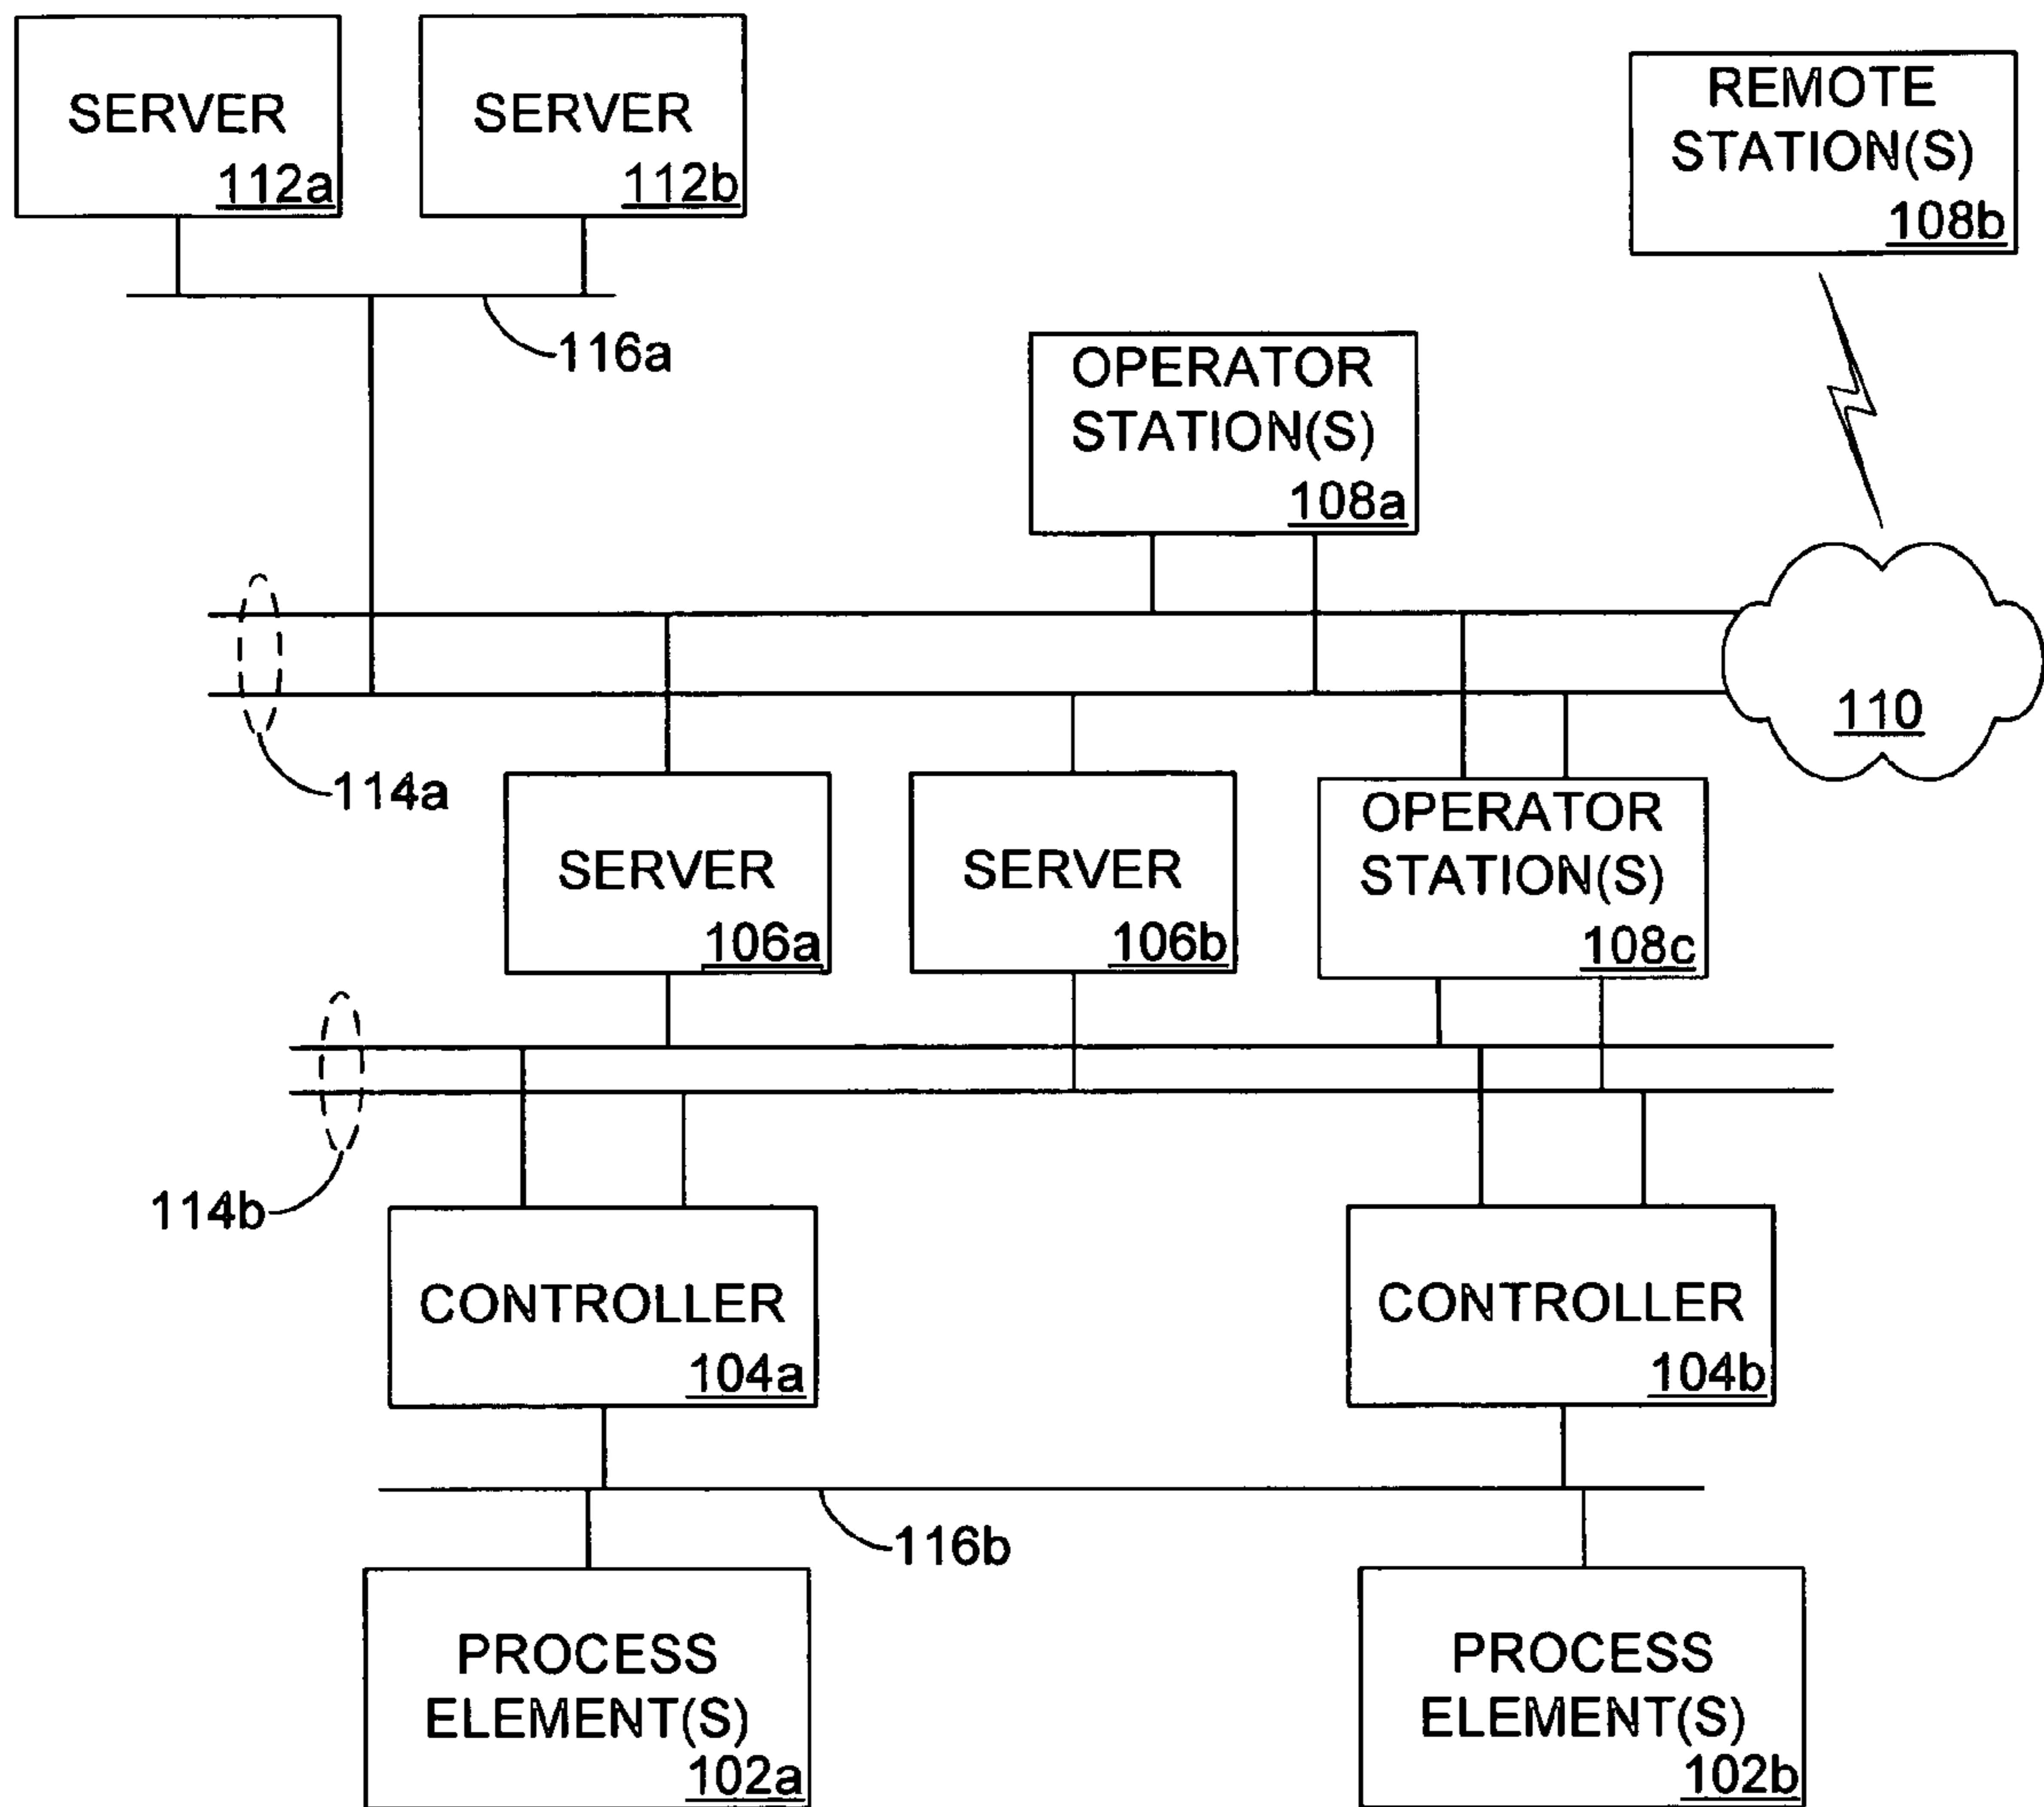 SERVER
112a
SERVER
112b
REMOTE
STATION(S)
108b
116a
OPERATOR
STATION(S)
108a
110
114a
SERVER
106a
SERVER
106b
OPERATOR
STATION(S)
108c
114b
CONTROLLER
104a
CONTROLLER
104b
116b
PROCESS
ELEMENT(S)
102a
PROCESS
ELEMENT(S)
102b